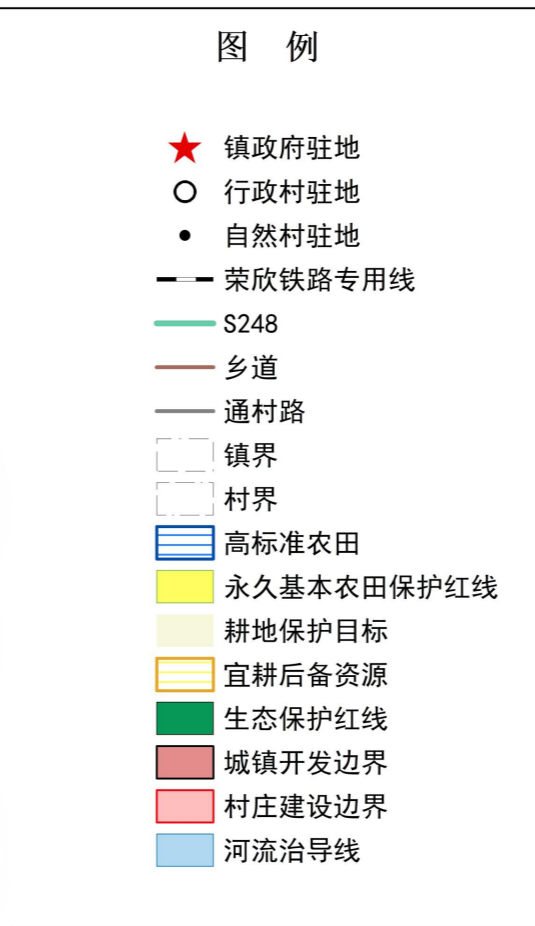 图 例
镇政府驻地
行政村驻地
自然村驻地
荣欣铁路专用线
S248
乡道
通村路
镇界
村界
高标准农田
永久基本农田保护红线
耕地保护目标
宜耕后备资源
生态保护红线
城镇开发边界
村庄建设边界
河流治导线